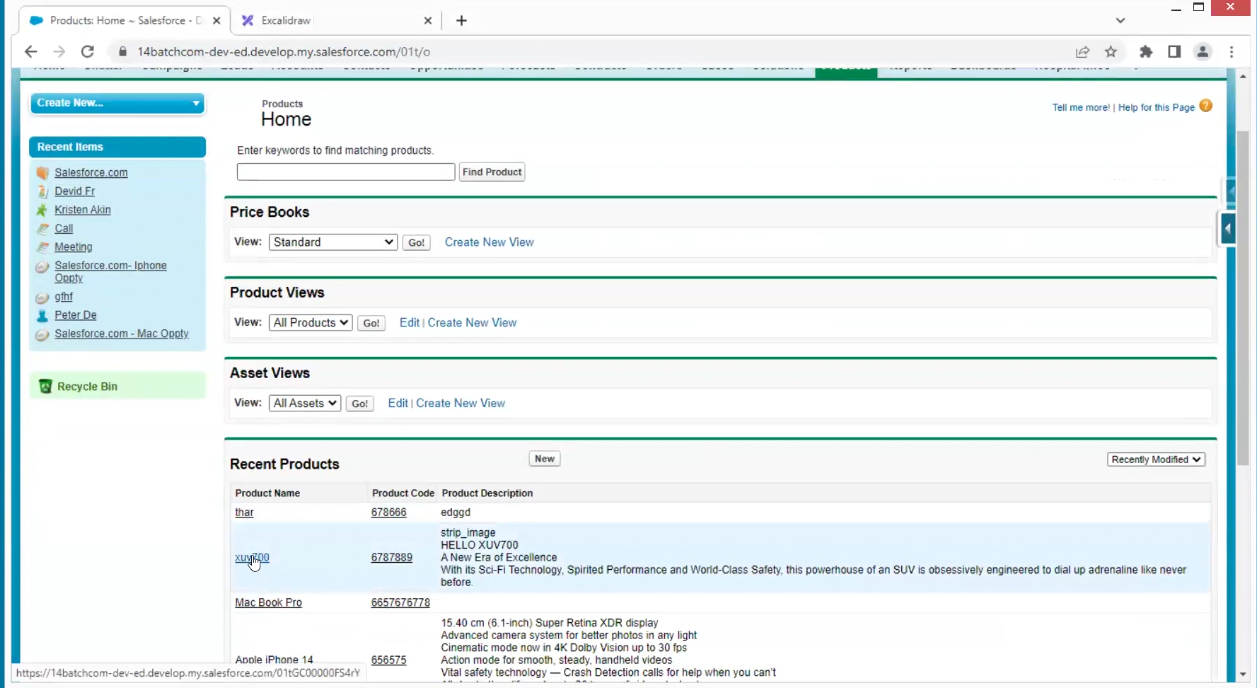 Products: Home ~ Salesforce - D
Excalidraw
14batchcom-dev-ed.develop.my.salesforce.com/01t/o
Create New...
Products
Home
Tell me more! | Help for this Page
Recent Items
Salesforce.com
Devid Fr
Kristen Akin
Call
Meeting
Salesforce.com- Iphone
Oppty
gfhf
Peter De
Salesforce.com - Mac Oppty
Recycle Bin
Enter keywords to find matching products.
Find Product
Price Books
View: Standard Go! Create New View
Product Views
View: All Products Go! Edit | Create New View
Asset Views
View: All Assets Go! Edit | Create New View
Recent Products New Recently Modified
Product Name Product Code Product Description
thar 678666 edggd
strip_image
HELLO XUV700
xuv700 6787889 A New Era of Excellence
With its Sci-Fi Technology, Spirited Performance and World-Class Safety, this powerhouse of an SUV is obsessively engineered to dial up adrenaline like never
before.
Mac Book Pro 6657676778
15.40 cm (6.1-inch) Super Retina XDR display
Advanced camera system for better photos in any light
Cinematic mode now in 4K Dolby Vision up to 30 fps
Apple iPhone 14 656575 Action mode for smooth, steady, handheld videos
Vital safety technology — Crash Detection calls for help when you can't
https://14batchcom-dev-ed.develop.my.salesforce.com/01tGC00000FS4rY